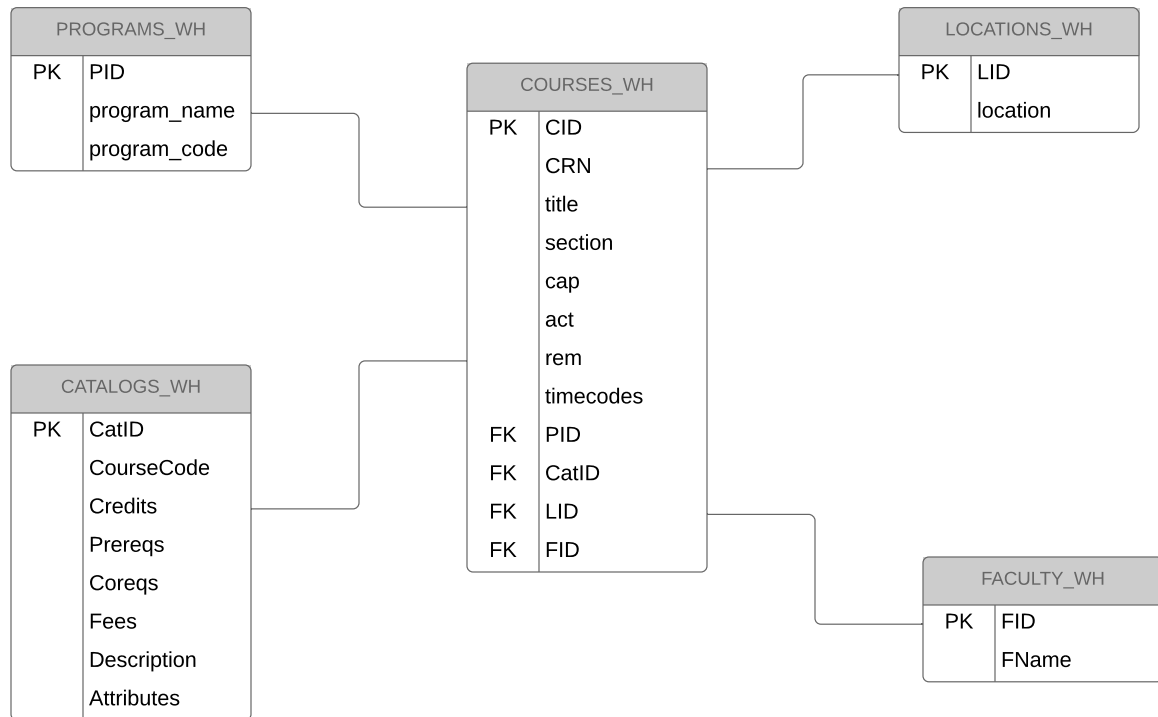 PROGRAMS_WH
PK PID
program_name
program_code
COURSES_WH
PK CID
CRN
title
section
cap
act
rem
timecodes
FK PID
FK CatID
FK LID
FK FID
LOCATIONS_WH
PK LID
location
CATALOGS_WH
PK CatID
CourseCode
Credits
Prereqs
Coreqs
Fees
Description
Attributes
FACULTY_WH
PK FID
FName